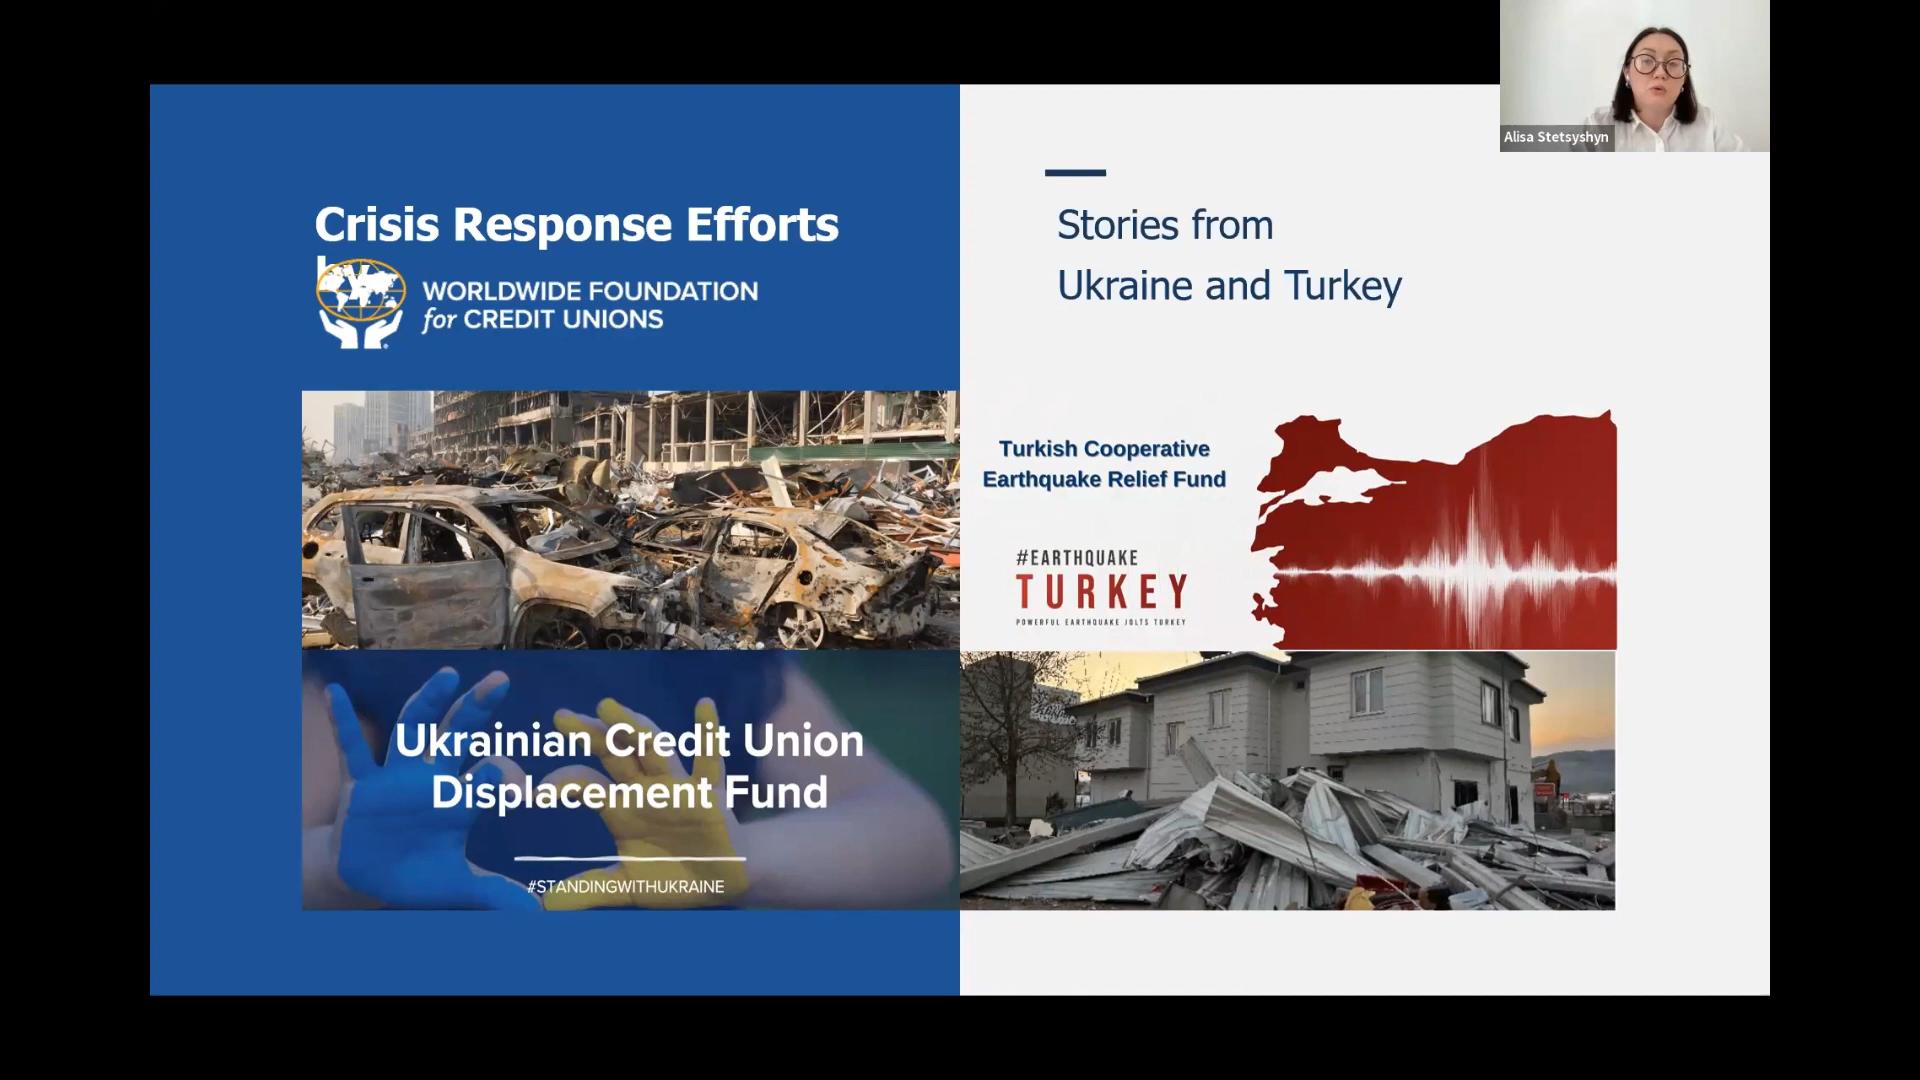 Crisis Response Efforts
WORLDWIDE FOUNDATION
for CREDIT UNIONS
Stories from
Ukraine and Turkey
Alisa Stetsyshyn
Turkish Cooperative
Earthquake Relief Fund
#EARTHQUAKE
TURKEY
POWERFUL EARTHQUAKE JOLTS TURKEY
Ukrainian Credit Union
Displacement Fund
#STANDINGWITHUKRAINE